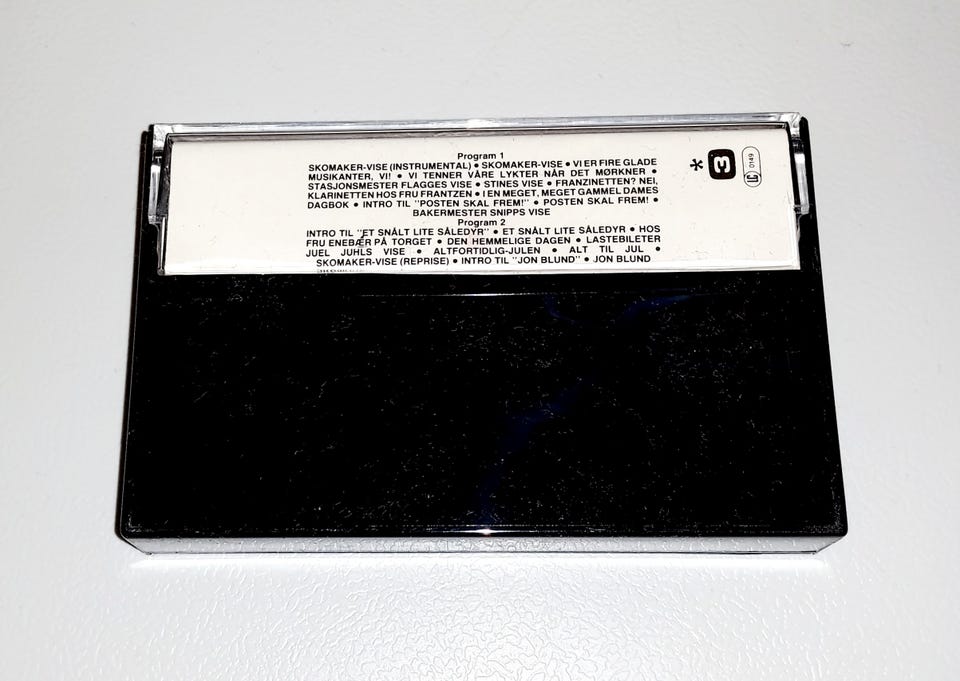 Program 1
SKOMAKER-VISE (INSTRUMENTAL) • SKOMAKER-VISE • VI ER FIRE GLADE
MUSIKANTER, VI! • VI TENNER VÅRE LYKTER NÅR DET MØRKNER •
STASJONSMESTER FLAGGES VISE • STINES VISE • FRANZINETTEN? NEI,
KLARINETTEN HOS FRU FRANTZEN • I EN MEGET, MEGET GAMMEL DAMES
DAGBOK • INTRO TIL "POSTEN SKAL FREM!" • POSTEN SKAL FREM! •
BAKERMESTER SNIPPS VISE
Program 2
INTRO TIL "ET SNÅLT LITE SÅLEDYR" • ET SNÅLT LITE SÅLEDYR • HOS
FRU ENEBÆR PÅ TORGET • DEN HEMMELIGE DAGEN • LASTEBILETER
JUEL JUHLS VISE • ALTFORTIDLIG-JULEN • ALT TIL JUL •
SKOMAKER-VISE (REPRISE) • INTRO TIL "JON BLUND" • JON BLUND
* 3 LC 0149